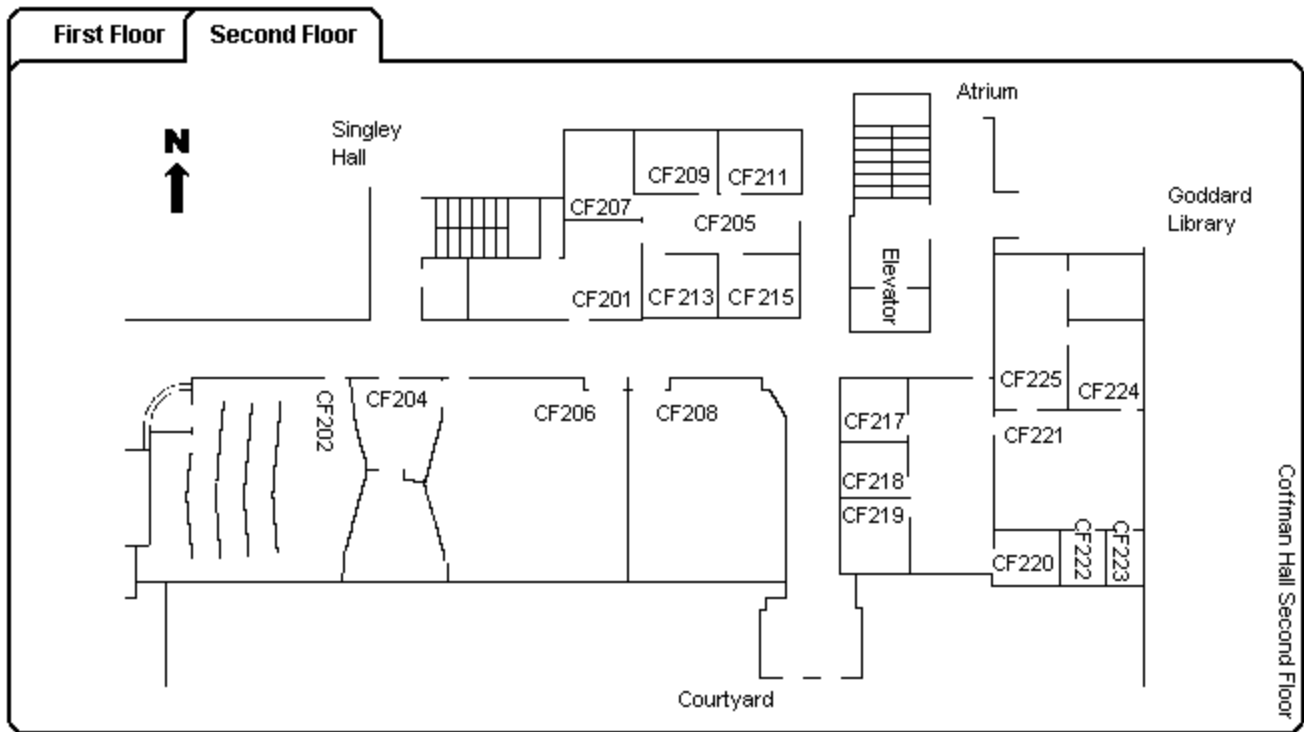 First Floor
Second Floor
Atrium
N
Singley
Hall
CF209
CF211
Goddard
Library
CF207
CF205
Elevator
CF201
CF213
CF215
CF202
CF204
CF206
CF208
CF217
CF225
CF224
CF221
CF218
CF219
CF220
CF222
CF223
Coffman Hall Second Floor
Courtyard